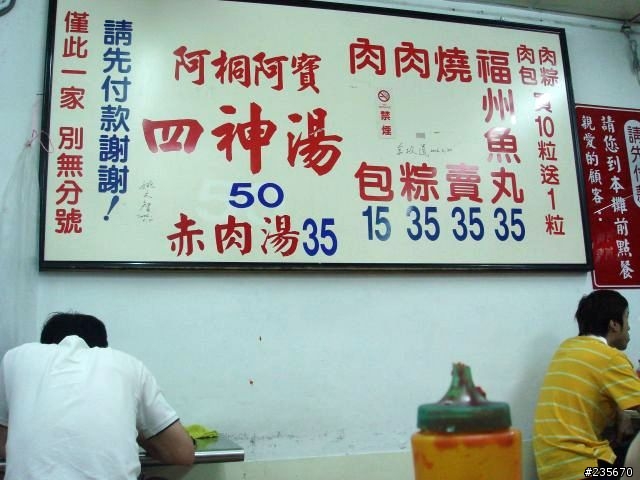 僅此一家 別無分號
請先付款謝謝！
阿桐阿寶
四神湯
50
赤肉湯35
肉包
15
肉粽
35
燒賣
35
福州魚丸
35
肉粽
肉包
買10粒送1粒
禁煙
請先付
請您到本攤前點餐
親愛的顧客：
#235670